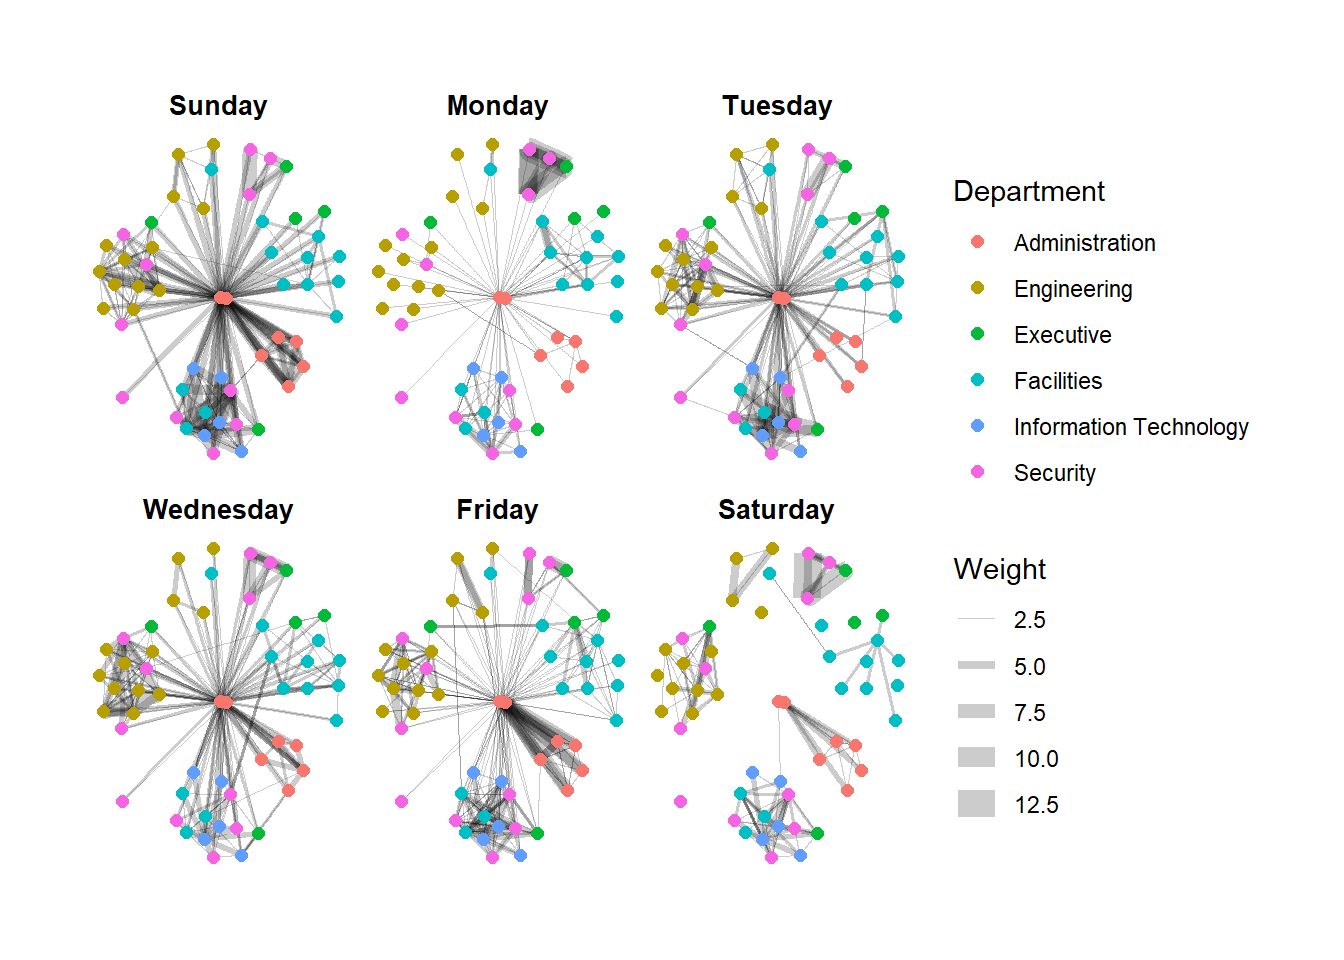 Sunday
Monday
Tuesday
Wednesday
Friday
Saturday
Department
Administration
Engineering
Executive
Facilities
Information Technology
Security
Weight
2.5
5.0
7.5
10.0
12.5